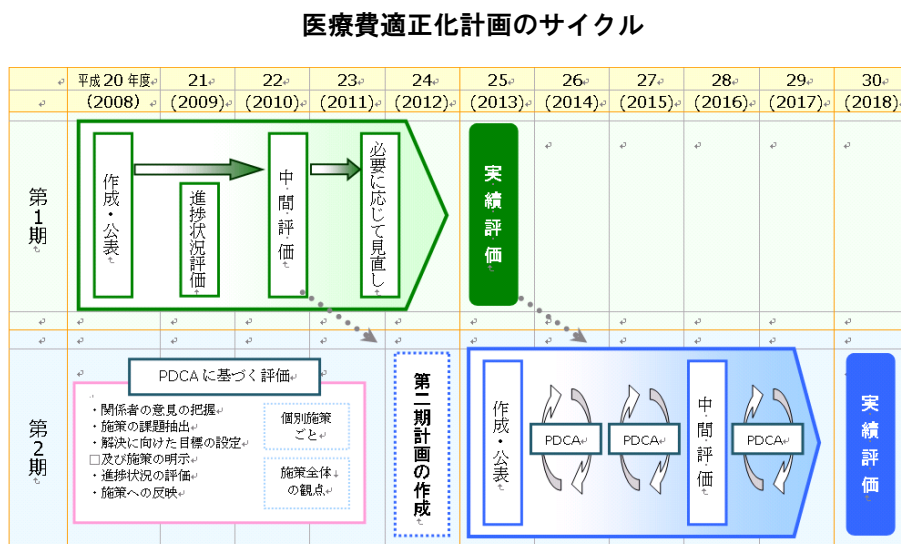 医療費適正化計画のサイクル
平成20年度 21 22 23 24 25 26 27 28 29 30
(2008) (2009) (2010) (2011) (2012) (2013) (2014) (2015) (2016) (2017) (2018)
第1期
作成・公表
進捗状況評価
中間評価
必要に応じて見直し
実績評価
第2期
PDCAに基づく評価
・関係者の意見の把握
・施策の課題抽出
・解決に向けた目標の設定
□及び施策の明示
・進捗状況の評価
・施策への反映
個別施策
ごと
施策全体
の観点
第二期計画の作成
作成・公表
PDCA
PDCA
中間評価
PDCA
実績評価